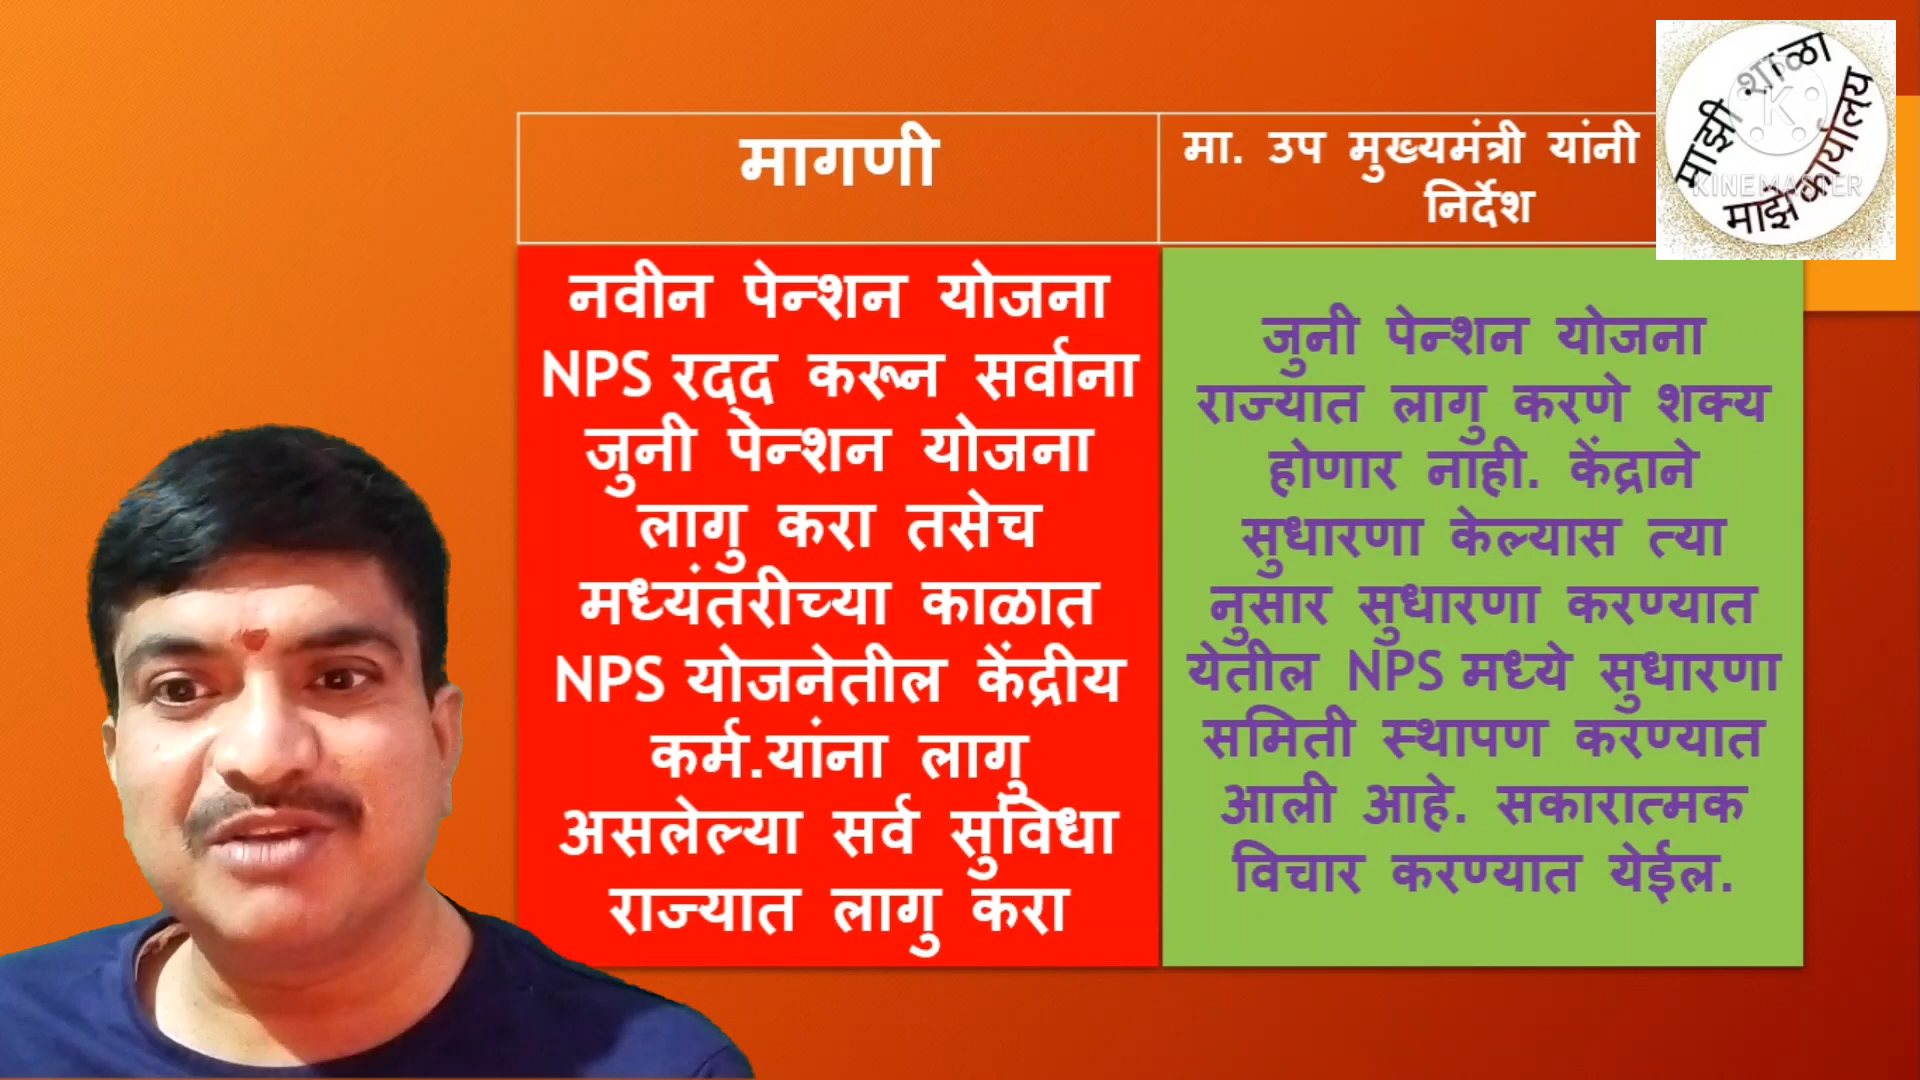 मागणी
मा. उप मुख्यमंत्री यांनी
निर्देश
नवीन पेन्शन योजना
NPS रद्द करून सर्वाना
जुनी पेन्शन योजना
लागु करा तसेच
मध्यंतरीच्या काळात
NPS योजनेतील केंद्रीय
कर्म.यांना लागु
असलेल्या सर्व सुविधा
राज्यात लागु करा
जुनी पेन्शन योजना
राज्यात लागु करणे शक्य
होणार नाही. केंद्राने
सुधारणा केल्यास त्या
नुसार सुधारणा करण्यात
येतील NPS मध्ये सुधारणा
समिती स्थापण करण्यात
आली आहे. सकारात्मक
विचार करण्यात येईल.
माझी शाळा
माझे कार्यालय
K
KINEMASTER